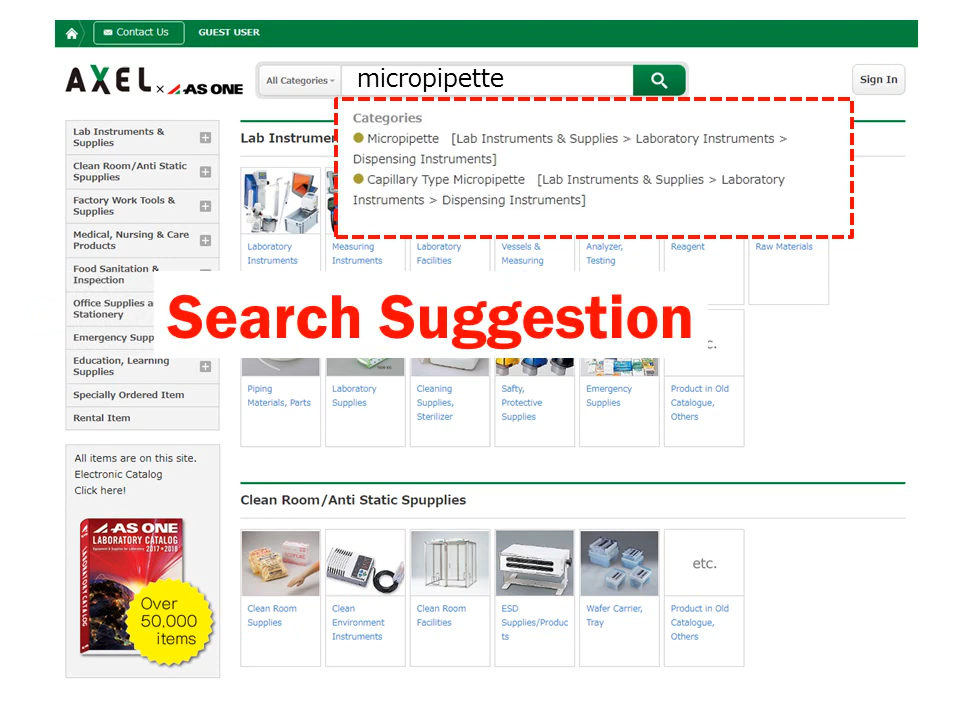 Contact Us
GUEST USER
AXEL × AS ONE
All Categories
micropipette
Sign In
Categories
Micropipette [Lab Instruments & Supplies > Laboratory Instruments >
Dispensing Instruments]
Capillary Type Micropipette [Lab Instruments & Supplies > Laboratory
Instruments > Dispensing Instruments]
Lab Instruments &
Supplies
Clean Room/Anti Static
Spupplies
Factory Work Tools &
Supplies
Medical, Nursing & Care
Products
Food Sanitation &
Inspection
Office Supplies a
Stationery
Emergency Supp
Education, Learning
Supplies
Specially Ordered Item
Rental Item
All items are on this site.
Electronic Catalog
Click here!
AS ONE
LABORATORY CATALOG
2017-2018
Over
50,000
items
Lab Instrumen
Laboratory
Instruments
Measuring
Instruments
Laboratory
Facilities
Vessels &
Measuring
Analyzer,
Testing
Reagent
Raw Materials
Search Suggestion
Piping
Materials, Parts
Laboratory
Supplies
Cleaning
Supplies,
Sterilizer
Safty,
Protective
Supplies
Emergency
Supplies
c.
Product in Old
Catalogue,
Others
Clean Room/Anti Static Spupplies
Clean Room
Supplies
Clean
Environment
Instruments
Clean Room
Facilities
ESD
Supplies/Produc
ts
Wafer Carrier,
Tray
etc.
Product in Old
Catalogue,
Others